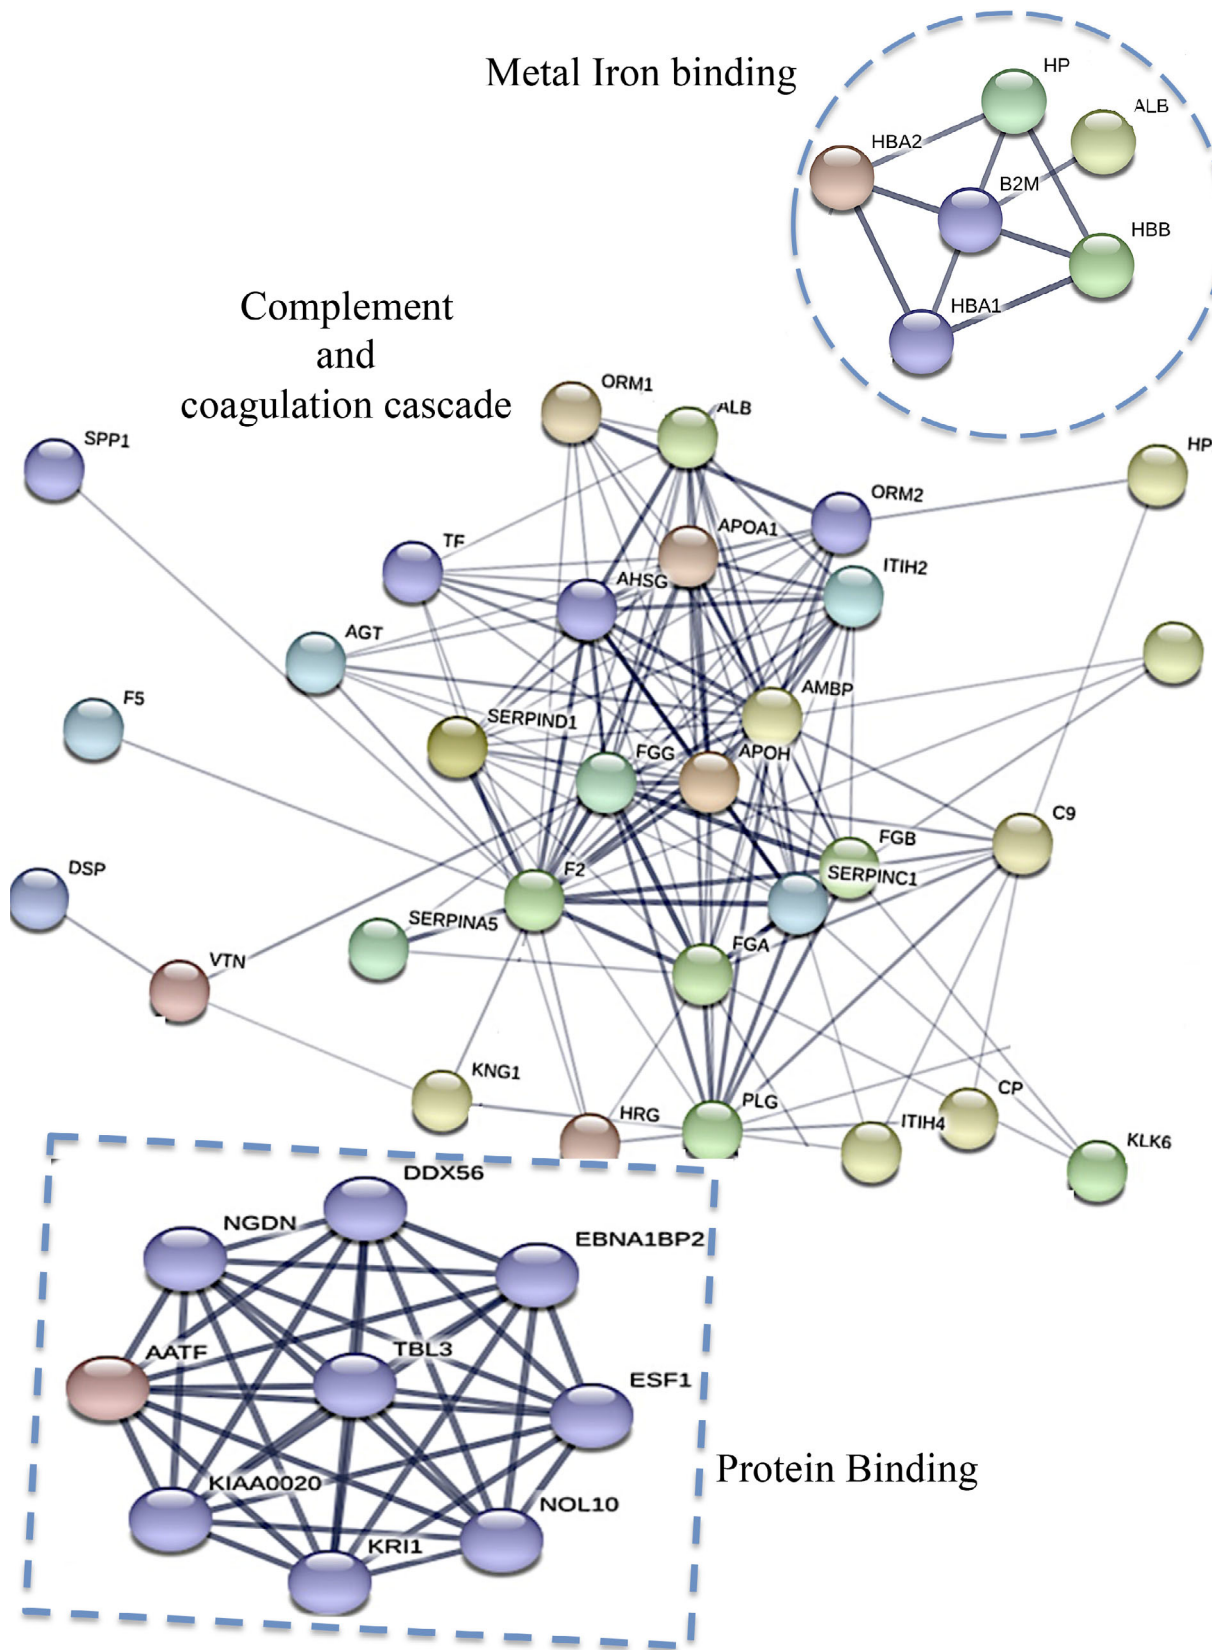 Metal Iron binding
HP
ALB
HBA2
B2M
HBB
HBA1
Complement
and
coagulation cascade
ORM1
ALB
SPP1
HP
ORM2
APOA1
TF
ITIH2
AHSG
AGT
AMBP
F5
SERPIND1
FGG
APOH
C9
FGB
F2
DSP
SERPINC1
SERPINA5
FGA
VTN
KNG1
CP
PLG
HRG
ITIH4
KLK6
DDX56
NGDN
EBNA1BP2
AATF
TBL3
ESF1
Protein Binding
KIAA0020
NOL10
KRI1